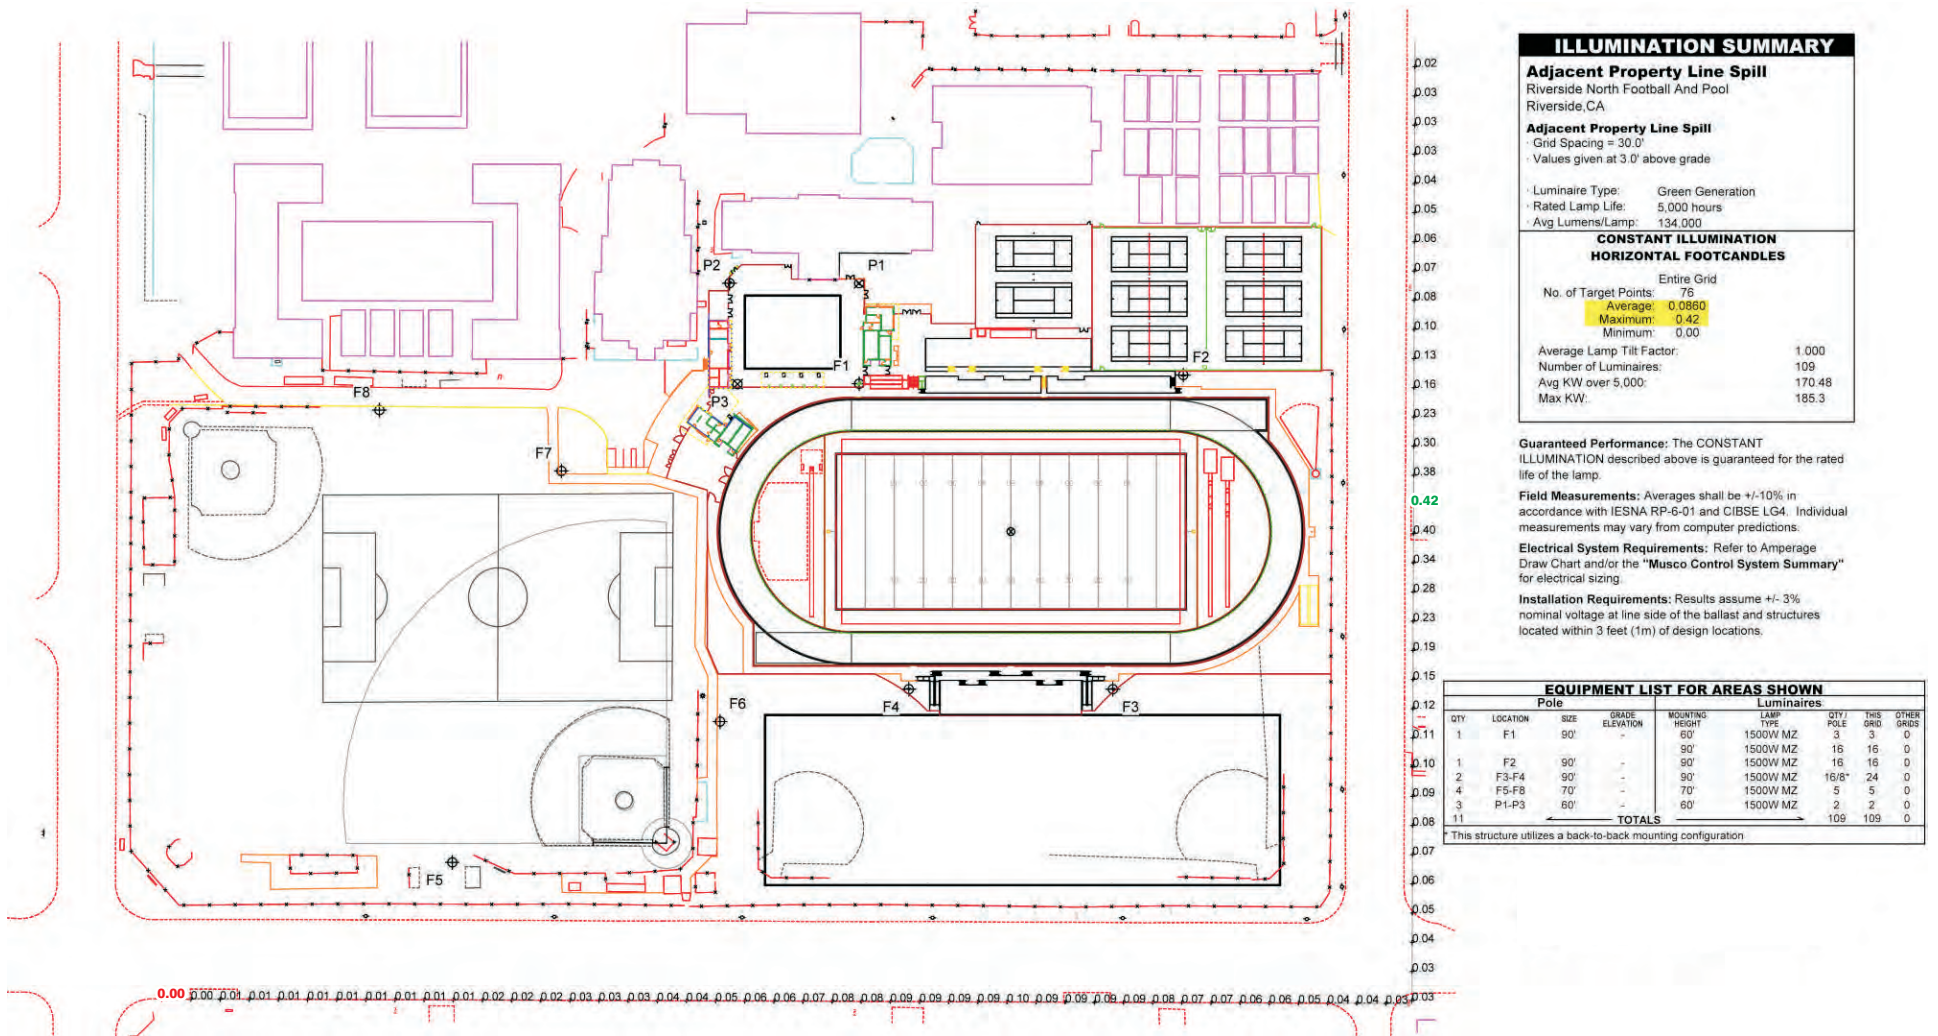 ILLUMINATION SUMMARY
Adjacent Property Line Spill
Riverside North Football And Pool
Riverside,CA
Adjacent Property Line Spill
· Grid Spacing = 30.0'
· Values given at 3.0' above grade
· Luminaire Type: Green Generation
· Rated Lamp Life: 5,000 hours
· Avg Lumens/Lamp: 134,000
CONSTANT ILLUMINATION
HORIZONTAL FOOTCANDLES
Entire Grid
No. of Target Points: 76
Average: 0.0860
Maximum: 0.42
Minimum: 0.00
Average Lamp Tilt Factor: 1.000
Number of Luminaires: 109
Avg KW over 5,000: 170.48
Max KW: 185.3
Guaranteed Performance: The CONSTANT
ILLUMINATION described above is guaranteed for the rated
life of the lamp.
Field Measurements: Averages shall be +/-10% in
accordance with IESNA RP-6-01 and CIBSE LG4. Individual
measurements may vary from computer predictions.
Electrical System Requirements: Refer to Amperage
Draw Chart and/or the "Musco Control System Summary"
for electrical sizing.
Installation Requirements: Results assume +/- 3%
nominal voltage at line side of the ballast and structures
located within 3 feet (1m) of design locations.
EQUIPMENT LIST FOR AREAS SHOWN
Pole Luminaires
QTY LOCATION SIZE GRADE ELEVATION MOUNTING HEIGHT LAMP TYPE QTY / POLE THIS GRID OTHER GRIDS
1 F1 90' - 60' 1500W MZ 3 3 0
90' 1500W MZ 16 16 0
1 F2 90' - 90' 1500W MZ 16 16 0
2 F3-F4 90' - 90' 1500W MZ 16/8* 24 0
4 F5-F8 70' - 70' 1500W MZ 5 5 0
3 P1-P3 60' - 60' 1500W MZ 2 2 0
11 TOTALS 109 109 0
* This structure utilizes a back-to-back mounting configuration
P2
P1
F1
F2
F8
P3
F7
F6
F4
F3
F5
0.02
0.03
0.03
0.03
0.04
0.05
0.06
0.07
0.08
0.10
0.13
0.16
0.23
0.30
0.38
0.42
0.40
0.34
0.28
0.23
0.19
0.15
0.12
0.11
0.10
0.09
0.08
0.07
0.06
0.05
0.04
0.03
0.03
0.00 0.00 0.01 0.01 0.01 0.01 0.01 0.01 0.01 0.01 0.01 0.02 0.02 0.02 0.03 0.03 0.03 0.04 0.04 0.05 0.06 0.06 0.07 0.08 0.08 0.09 0.09 0.09 0.09 0.10 0.09 0.09 0.09 0.09 0.08 0.07 0.07 0.06 0.06 0.05 0.04 0.04 0.03